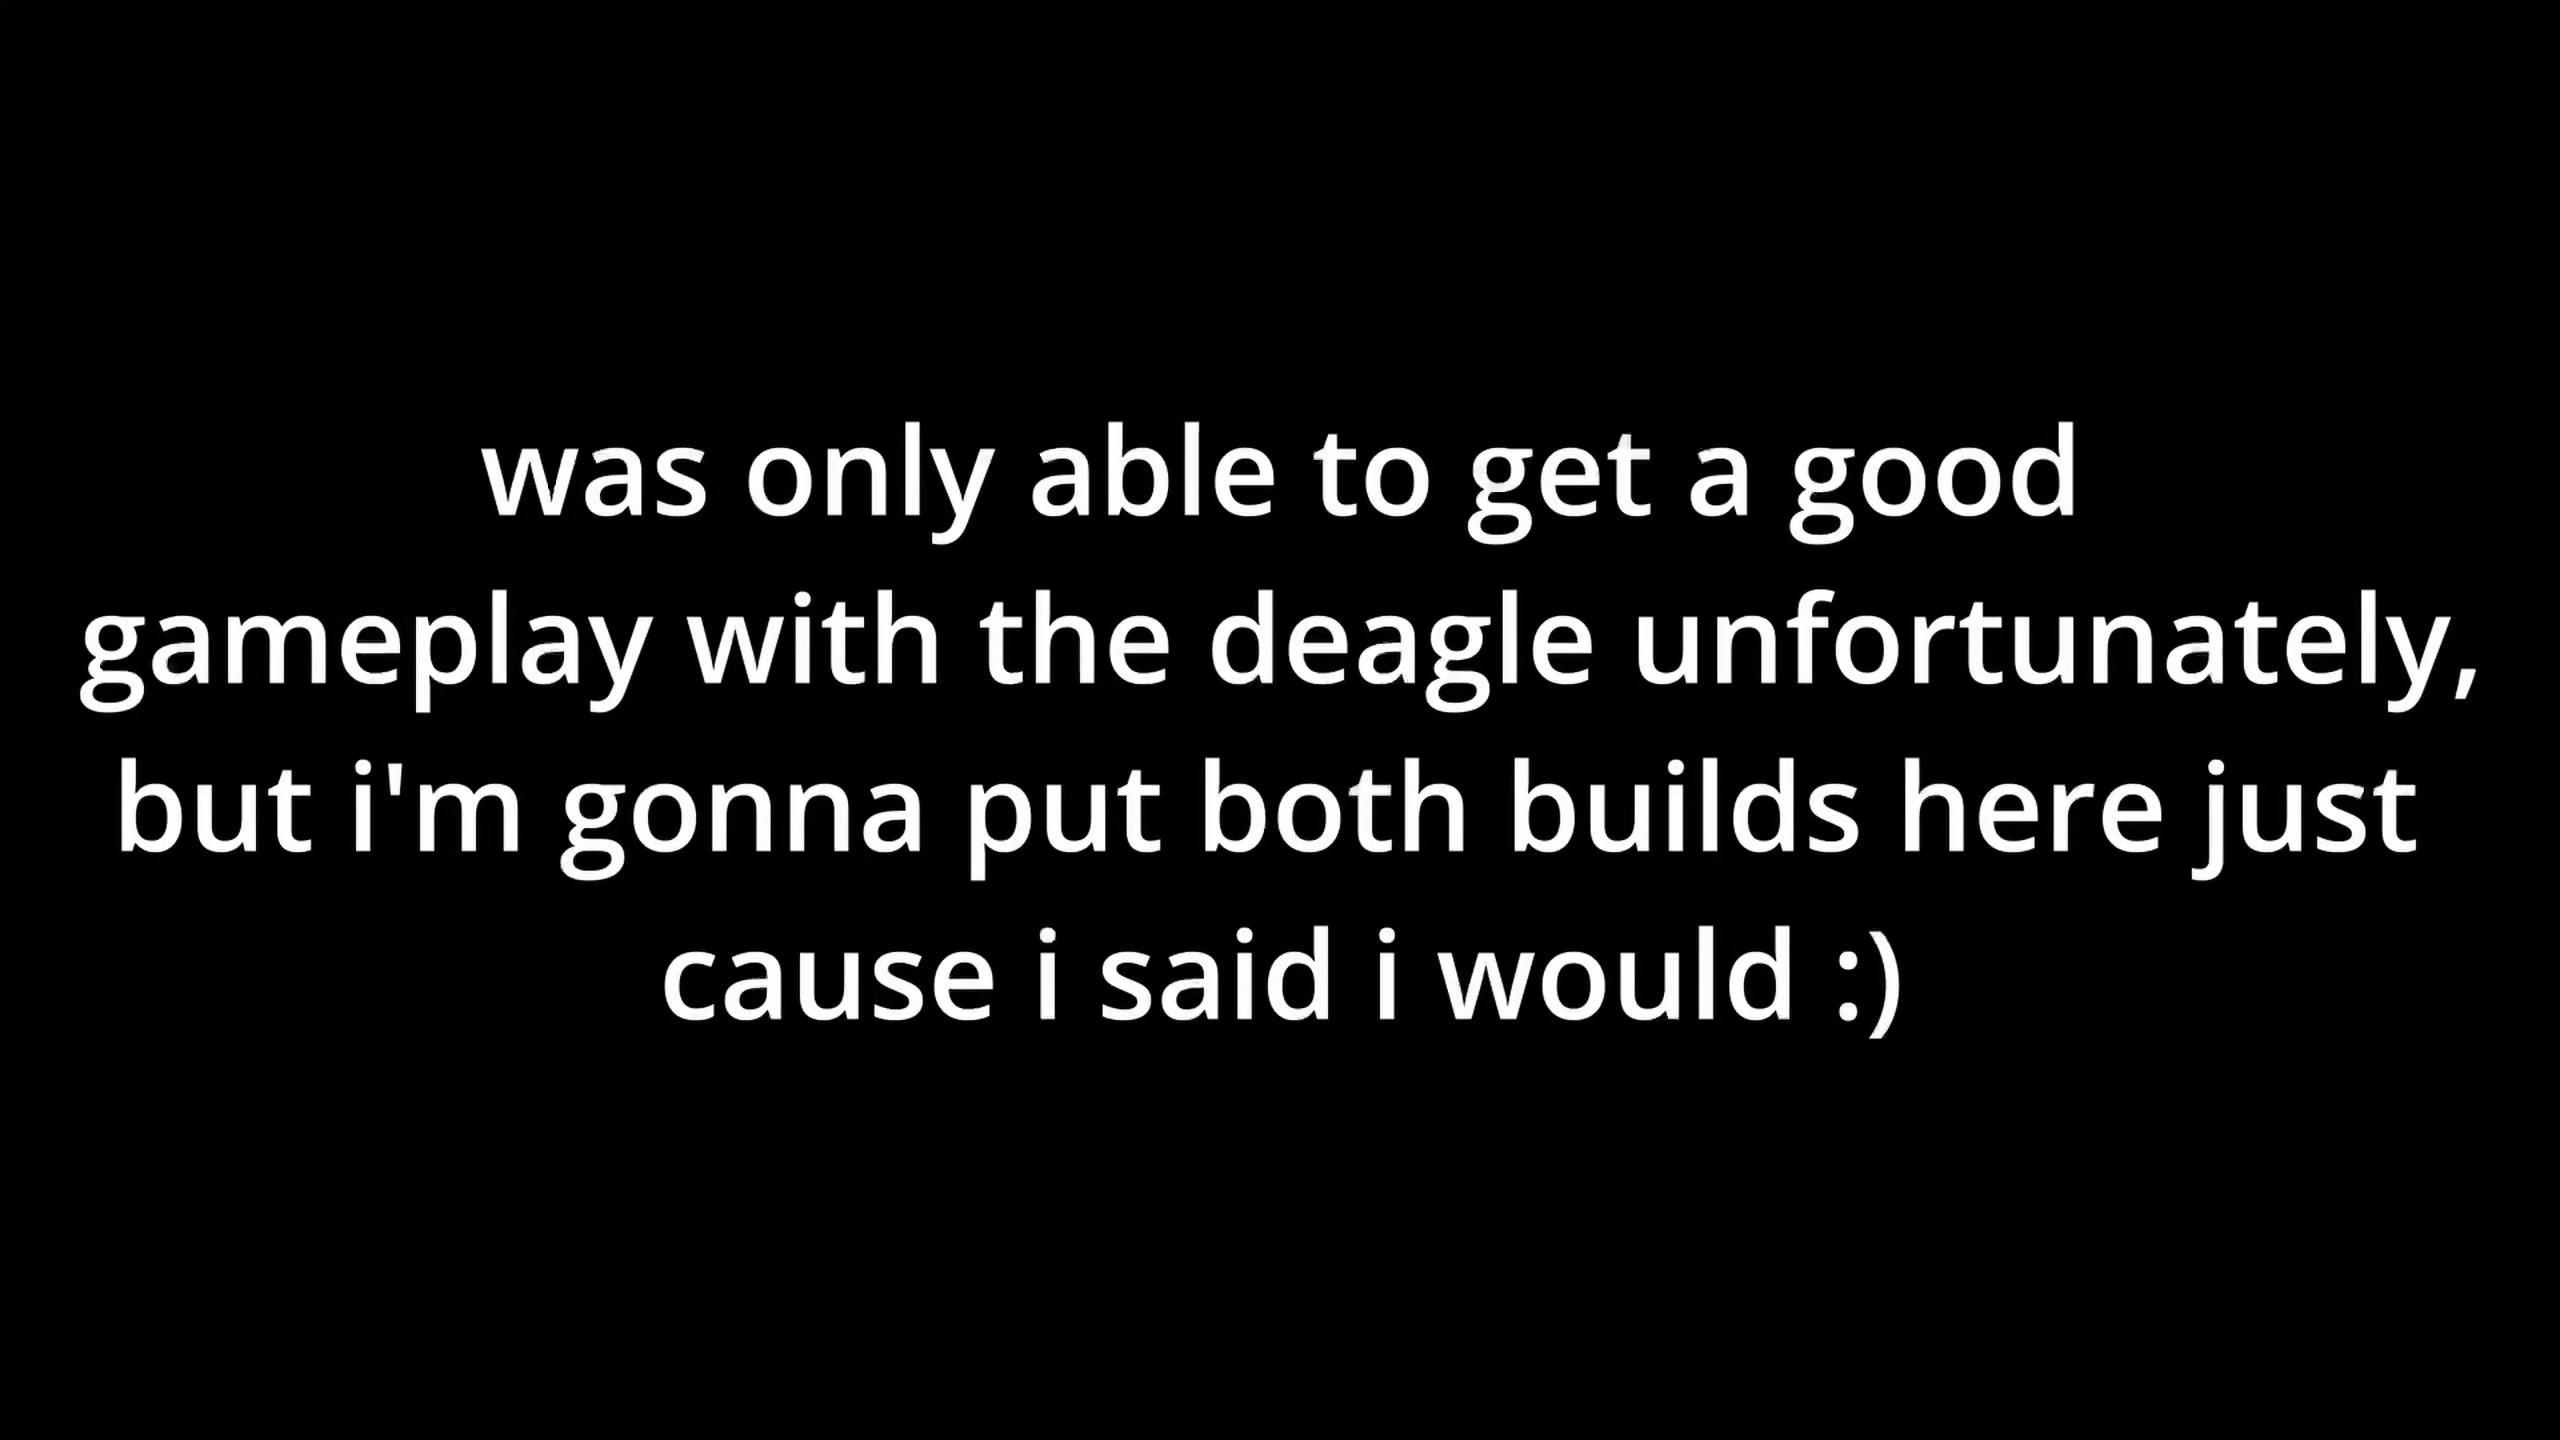 was only able to get a good
gameplay with the deagle unfortunately,
but i'm gonna put both builds here just
cause i said i would :)